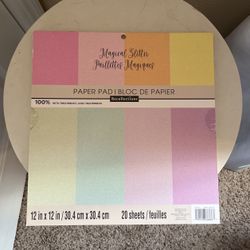 Magical Glitter
Paillettes Magiques
PAPER PAD | BLOC DE PAPIER
Recollections
100%
12 in x 12 in / 30.4 cm x 30.4 cm
20 sheets / feuilles